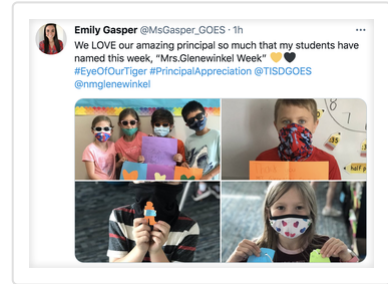 Emily Gasper @MsGasper_GOES · 1h
We LOVE our amazing principal so much that my students have
named this week, “Mrs.Glenewinkel Week” 💛🖤
#EyeOfOurTiger #PrincipalAppreciation @TISDGOES
@nmglenewinkel